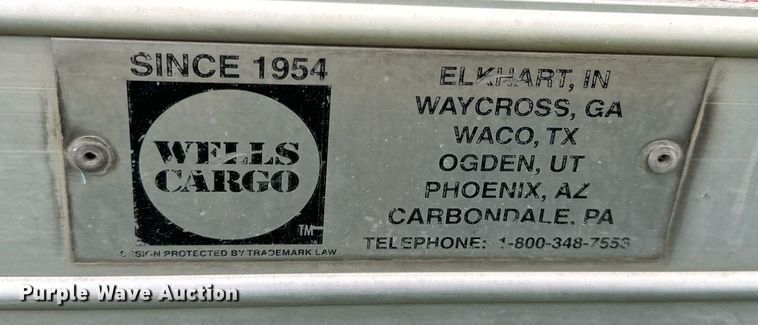 SINCE 1954
WELLS
CARGO
TM
DESIGN PROTECTED BY TRADEMARK LAW
ELKHART, IN
WAYCROSS, GA
WACO, TX
OGDEN, UT
PHOENIX, AZ
CARBONDALE, PA
TELEPHONE: 1-800-348-7553
Purple Wave Auction